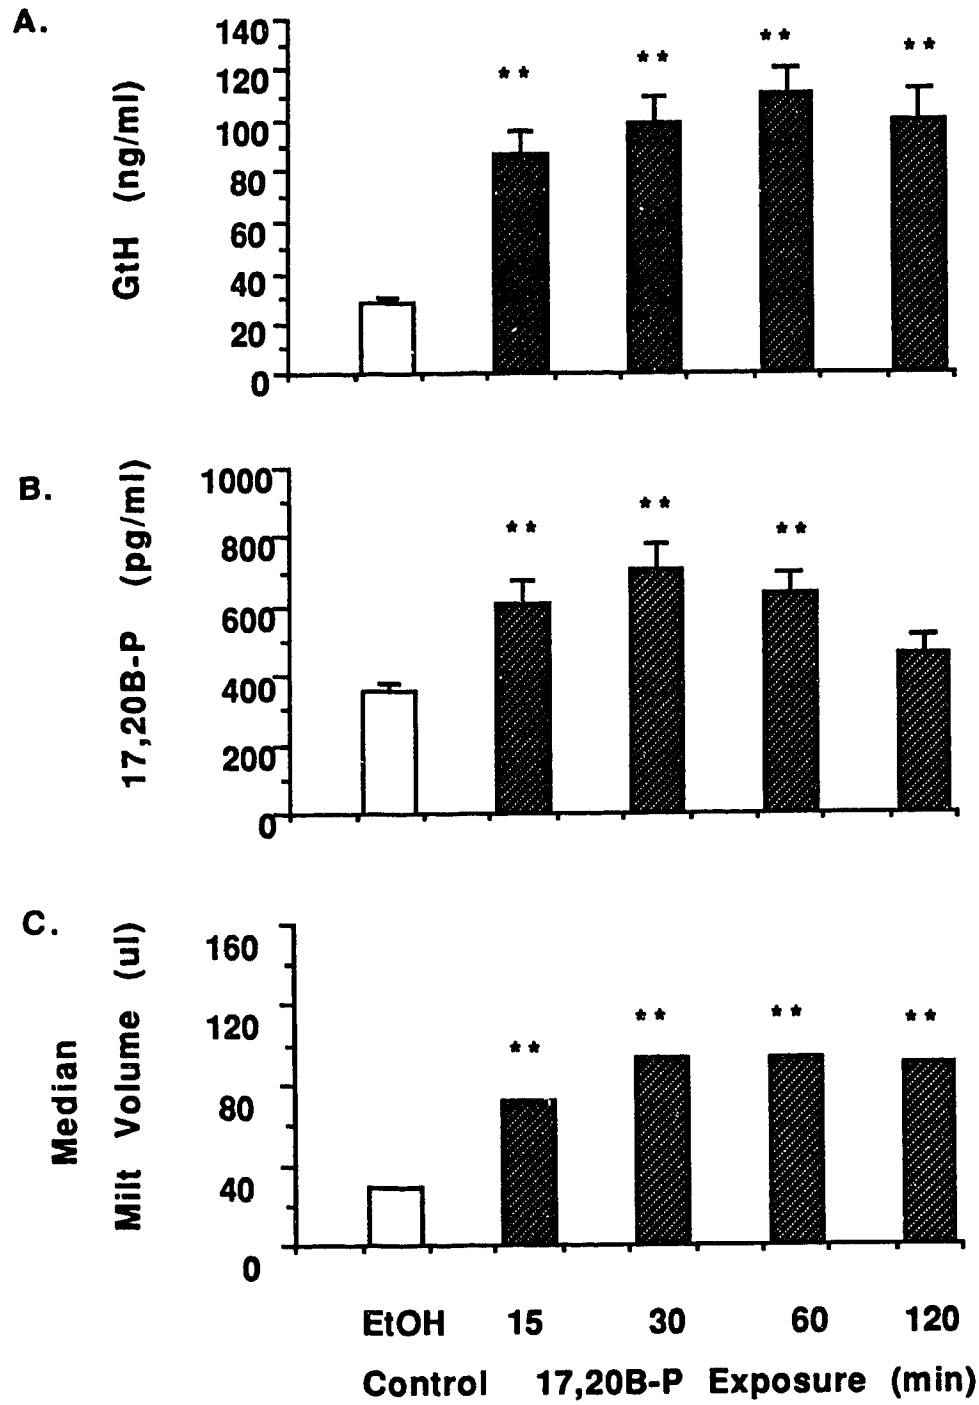 A.
GtH (ng/ml)
140
120
100
80
60
40
20
0
** ** ** **
B.
17,20B-P (pg/ml)
1000
800
600
400
200
0
** ** **
C.
Median
Milt Volume (ul)
160
120
80
40
0
** ** ** **
EtOH 15 30 60 120
Control 17,20B-P Exposure (min)